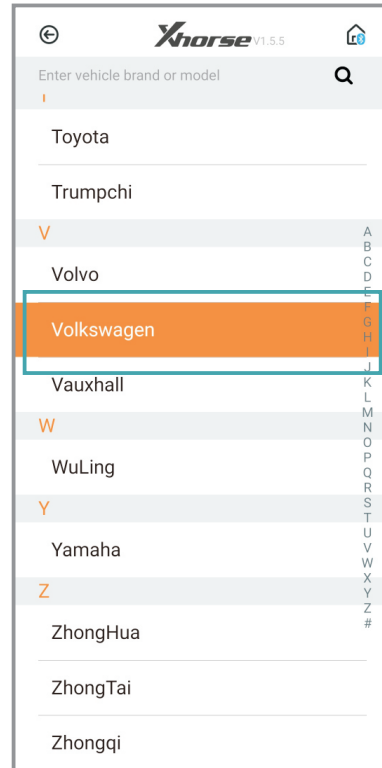 Xhorse V1.5.5
Enter vehicle brand or model
Toyota
Trumpchi
V
Volvo
Volkswagen
Vauxhall
W
WuLing
Y
Yamaha
Z
ZhongHua
ZhongTai
Zhongqi
A
B
C
D
E
F
G
H
I
J
K
L
M
N
O
P
Q
R
S
T
U
V
W
X
Y
Z
#